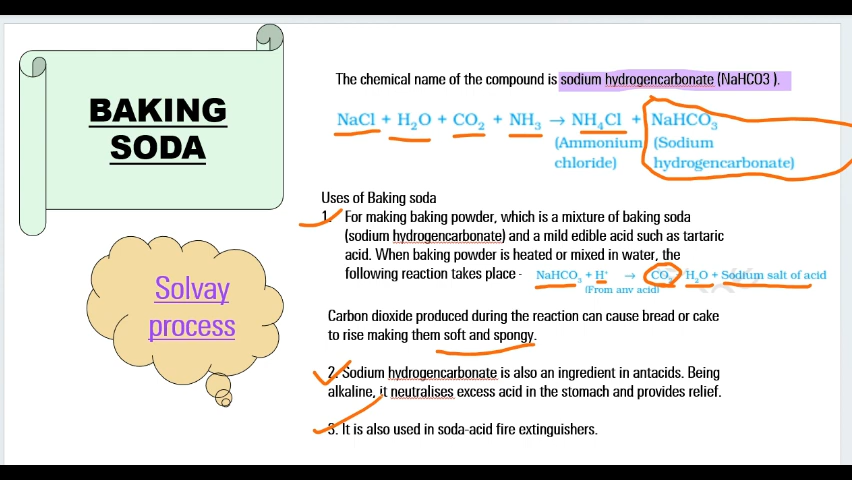 BAKING
SODA
Solvay
process
The chemical name of the compound is sodium hydrogencarbonate (NaHCO3 ).
NaCl + H₂O + CO₂ + NH₃ → NH₄Cl + NaHCO₃
(Ammonium (Sodium
chloride) hydrogencarbonate)
Uses of Baking soda
1. For making baking powder, which is a mixture of baking soda
(sodium hydrogencarbonate) and a mild edible acid such as tartaric
acid. When baking powder is heated or mixed in water, the
following reaction takes place - NaHCO₃ + H⁺ → CO₂ + H₂O + Sodium salt of acid
(From any acid)
Carbon dioxide produced during the reaction can cause bread or cake
to rise making them soft and spongy.
2. Sodium hydrogencarbonate is also an ingredient in antacids. Being
alkaline, it neutralises excess acid in the stomach and provides relief.
3. It is also used in soda-acid fire extinguishers.